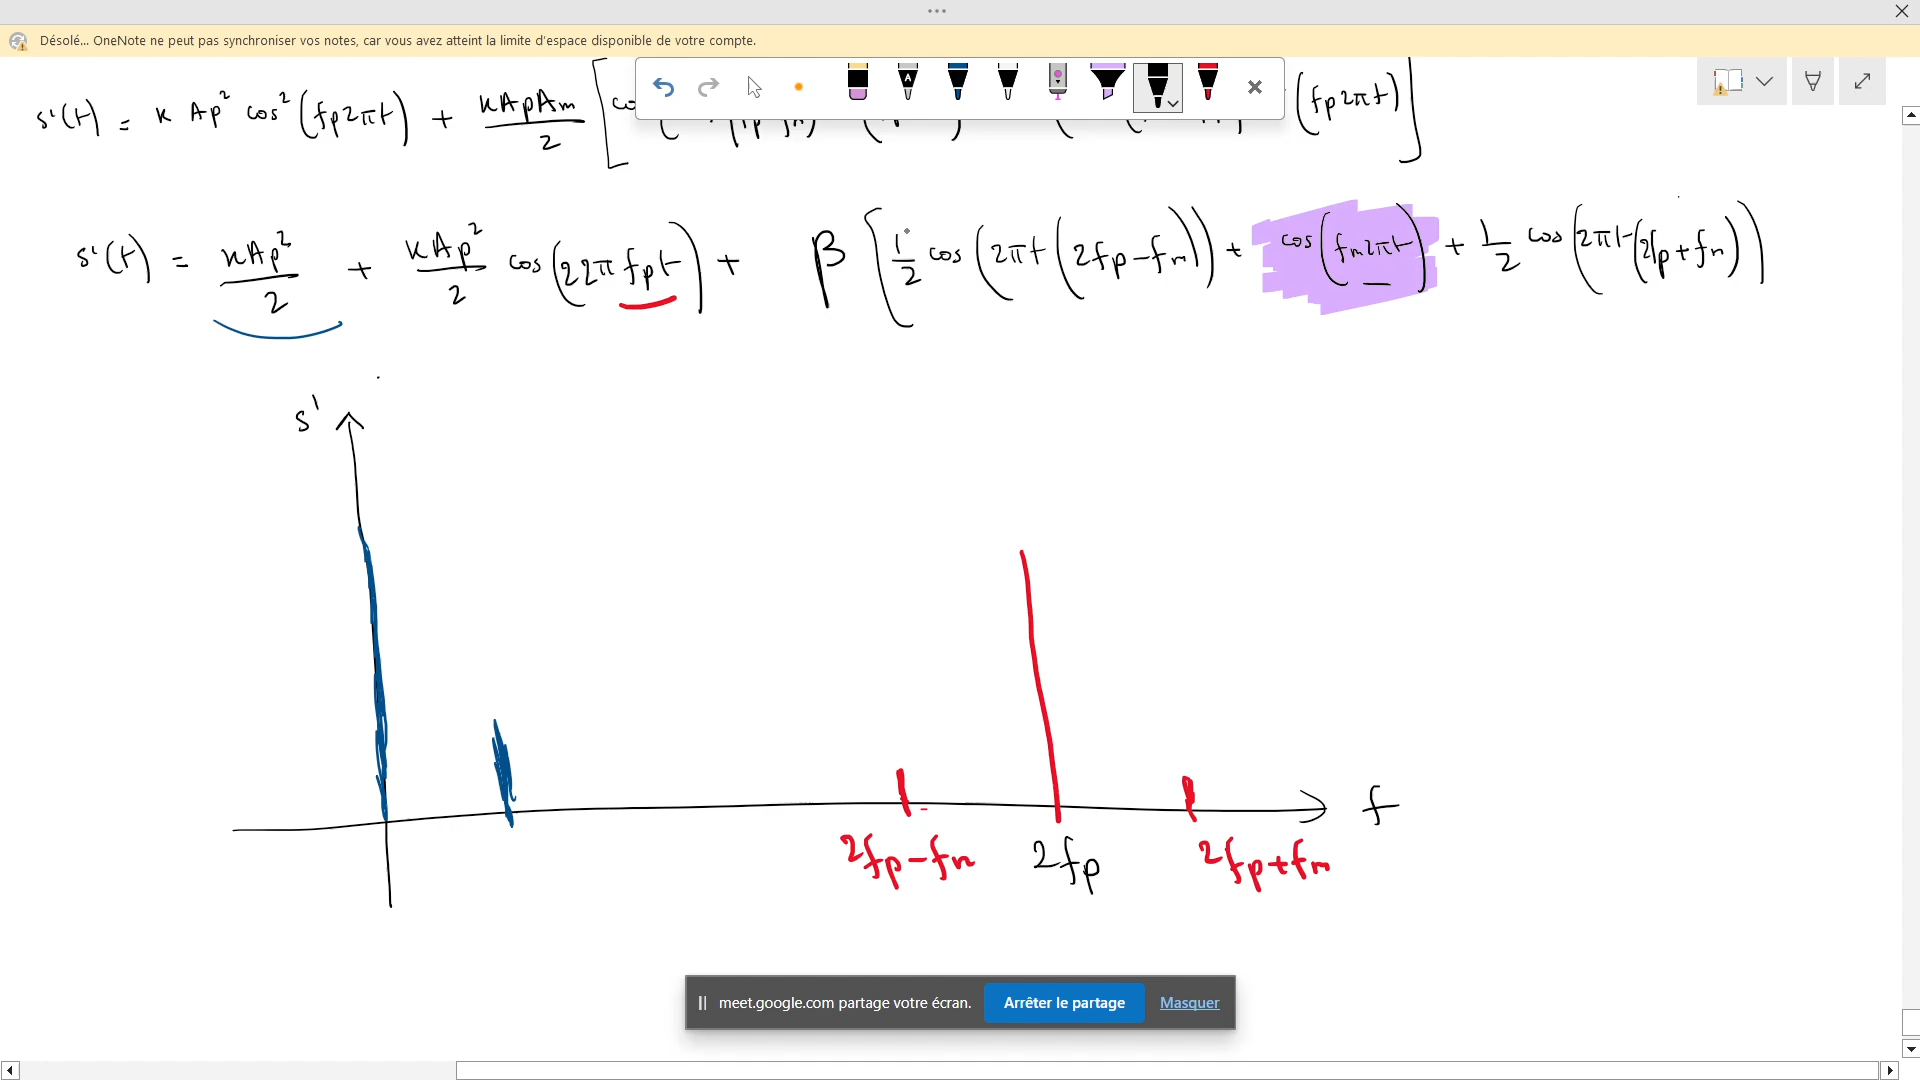 Désolé... OneNote ne peut pas synchroniser vos notes, car vous avez atteint la limite d'espace disponible de votre compte.
s'(t) = k Ap² cos² (fp2πt) + kApAm/2 [co (fp2πt)]
s'(t) = kAp²/2 + kAp²/2 cos(22πfpt) + β(1/2 cos(2πt(2fp-fm)) + cos(fm2πt) + 1/2 cos(2πt(2fp+fm))
s'
f
2fp-fm 2fp 2fp+fm
meet.google.com partage votre écran. Arrêter le partage Masquer